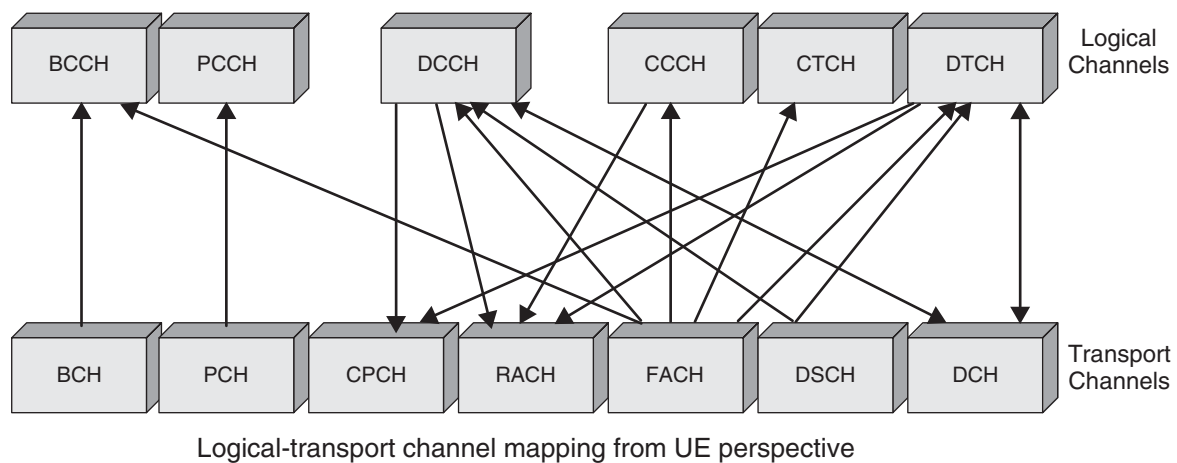 BCCH PCCH DCCH CCCH CTCH DTCH
Logical
Channels
BCH PCH CPCH RACH FACH DSCH DCH
Transport
Channels
Logical-transport channel mapping from UE perspective